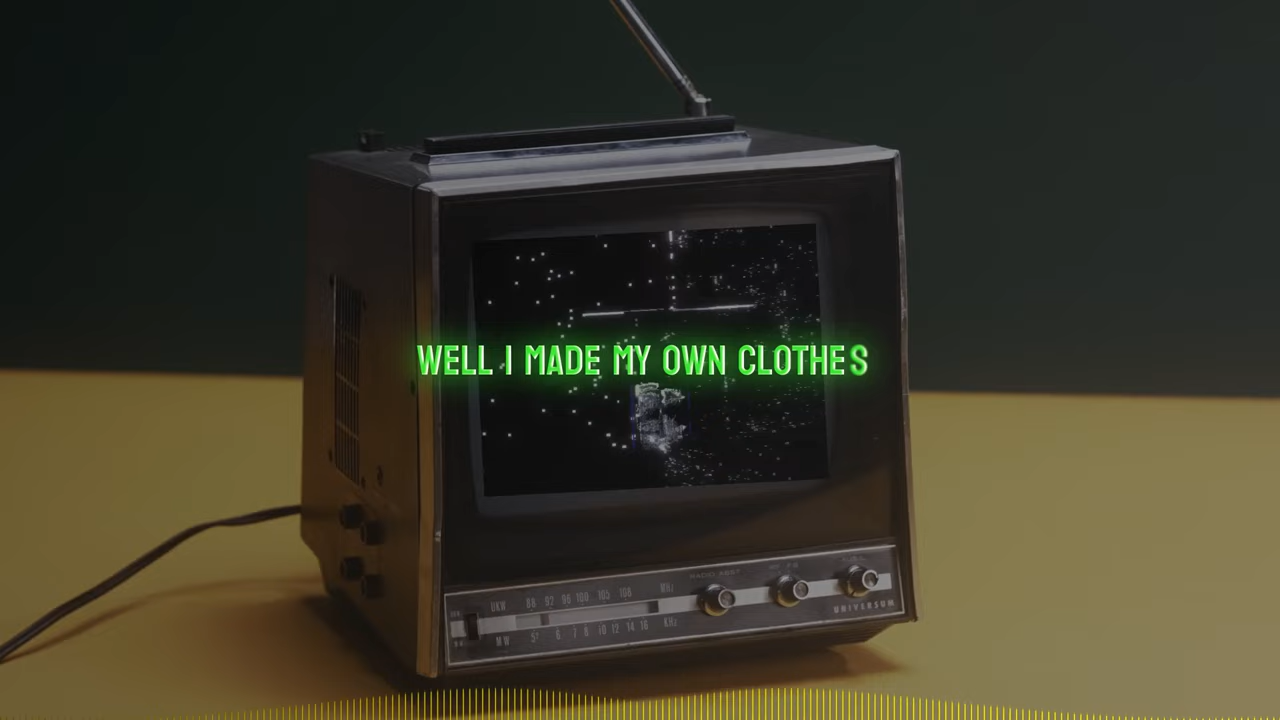 WELL I MADE MY OWN CLOTHES
RADIO
UKW 88 92 96 100 105 108 MHz
MW 6 7 8 10 12 14 16 KHz
UNIVERSUM